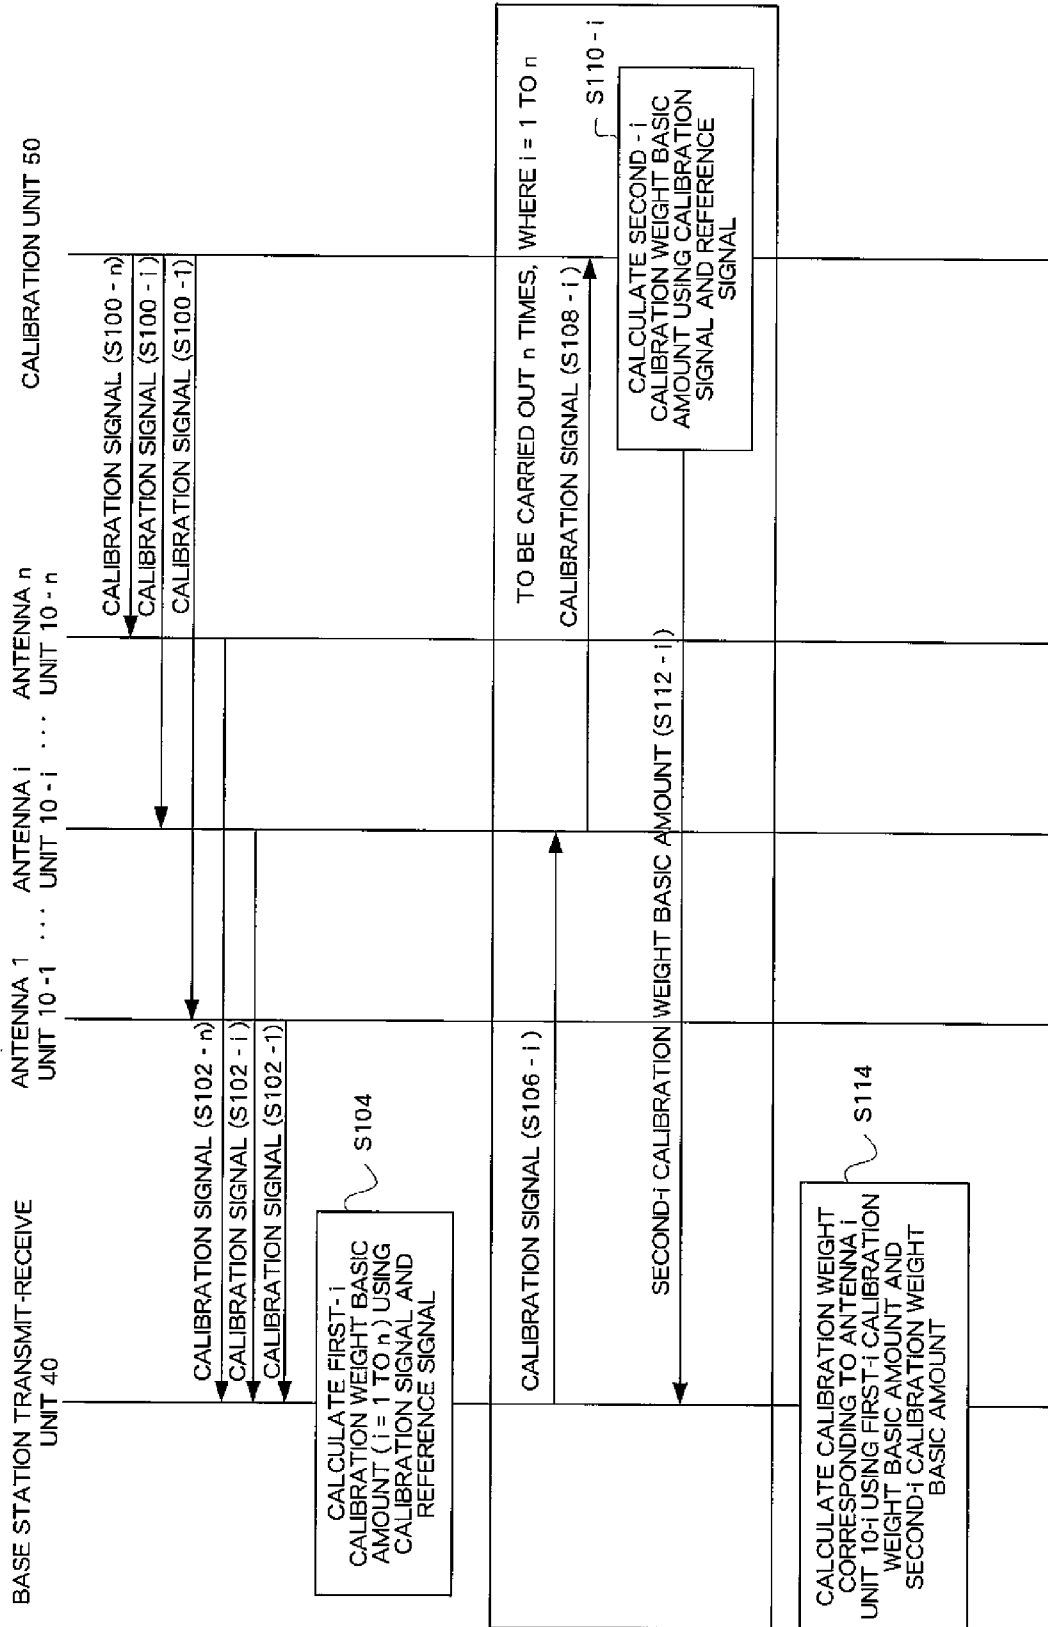 BASE STATION TRANSMIT-RECEIVE
UNIT 40
ANTENNA 1 ... ANTENNA i ... ANTENNA n
UNIT 10 -1 UNIT 10 - i UNIT 10 - n
CALIBRATION UNIT 50
CALIBRATION SIGNAL (S100 - n)
CALIBRATION SIGNAL (S100 - i)
CALIBRATION SIGNAL (S100 -1)
CALIBRATION SIGNAL (S102 - n)
CALIBRATION SIGNAL (S102 - i)
CALIBRATION SIGNAL (S102 -1)
S104
CALCULATE FIRST- i
CALIBRATION WEIGHT BASIC
AMOUNT ( i = 1 TO n ) USING
CALIBRATION SIGNAL AND
REFERENCE SIGNAL
TO BE CARRIED OUT n TIMES, WHERE i = 1 TO n
CALIBRATION SIGNAL (S106 - i )
CALIBRATION SIGNAL (S108 - i )
S110 - i
CALCULATE SECOND - i
CALIBRATION WEIGHT BASIC
AMOUNT USING CALIBRATION
SIGNAL AND REFERENCE
SIGNAL
SECOND-i CALIBRATION WEIGHT BASIC AMOUNT (S112 - i)
S114
CALCULATE CALIBRATION WEIGHT
CORRESPONDING TO ANTENNA i
UNIT 10-i USING FIRST-i CALIBRATION
WEIGHT BASIC AMOUNT AND
SECOND-i CALIBRATION WEIGHT
BASIC AMOUNT